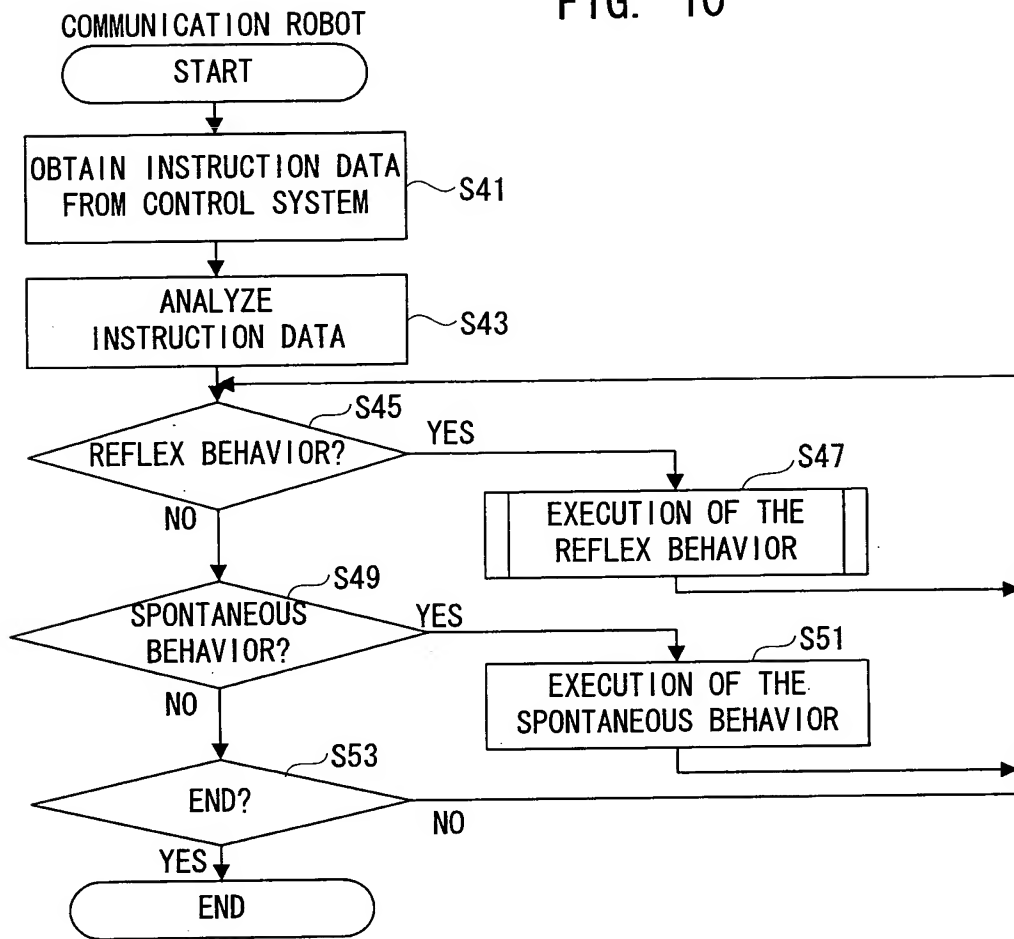 FIG. 10
COMMUNICATION ROBOT
START
OBTAIN INSTRUCTION DATA
FROM CONTROL SYSTEM
S41
ANALYZE
INSTRUCTION DATA
S43
S45
REFLEX BEHAVIOR?
YES
NO
S47
EXECUTION OF THE
REFLEX BEHAVIOR
S49
SPONTANEOUS
BEHAVIOR?
YES
NO
S51
EXECUTION OF THE
SPONTANEOUS BEHAVIOR
S53
END?
NO
YES
END